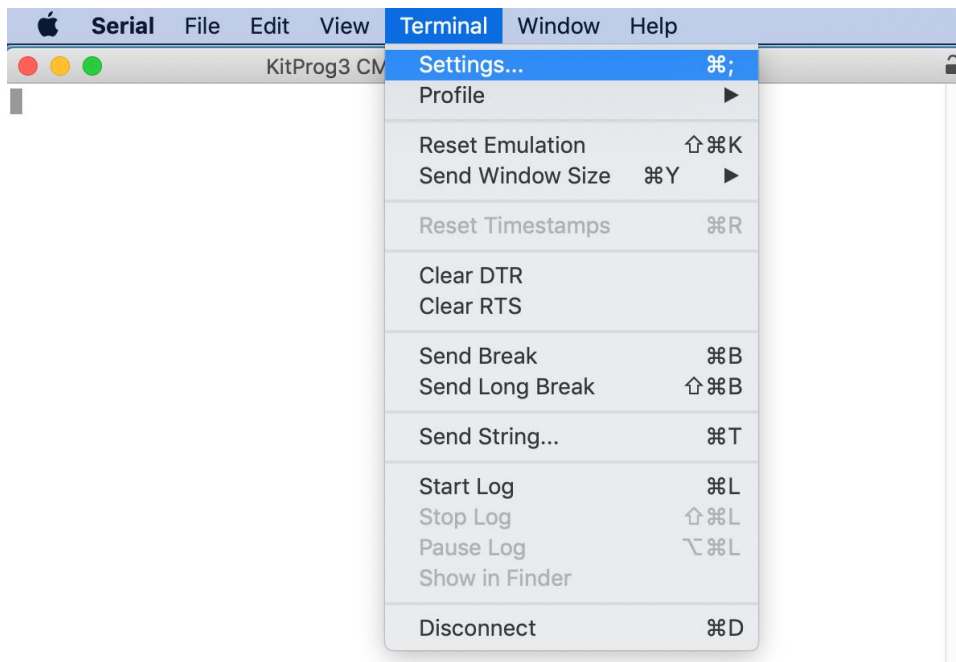 Serial File Edit View Terminal Window Help
KitProg3 CM
Settings... ⌘;
Profile ▶
Reset Emulation ⇧⌘K
Send Window Size ⌘Y ▶
Reset Timestamps ⌘R
Clear DTR
Clear RTS
Send Break ⌘B
Send Long Break ⇧⌘B
Send String... ⌘T
Start Log ⌘L
Stop Log ⇧⌘L
Pause Log ⌥⌘L
Show in Finder
Disconnect ⌘D